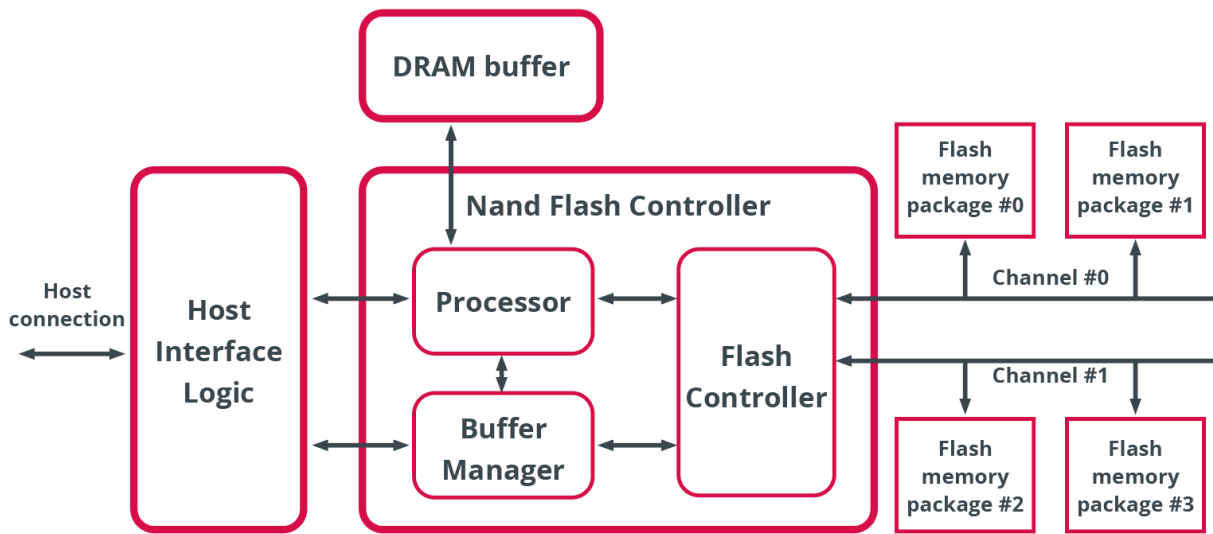 DRAM buffer
Nand Flash Controller
Host
connection
Host
Interface
Logic
Processor
Buffer
Manager
Flash
Controller
Flash
memory
package #0
Flash
memory
package #1
Channel #0
Channel #1
Flash
memory
package #2
Flash
memory
package #3